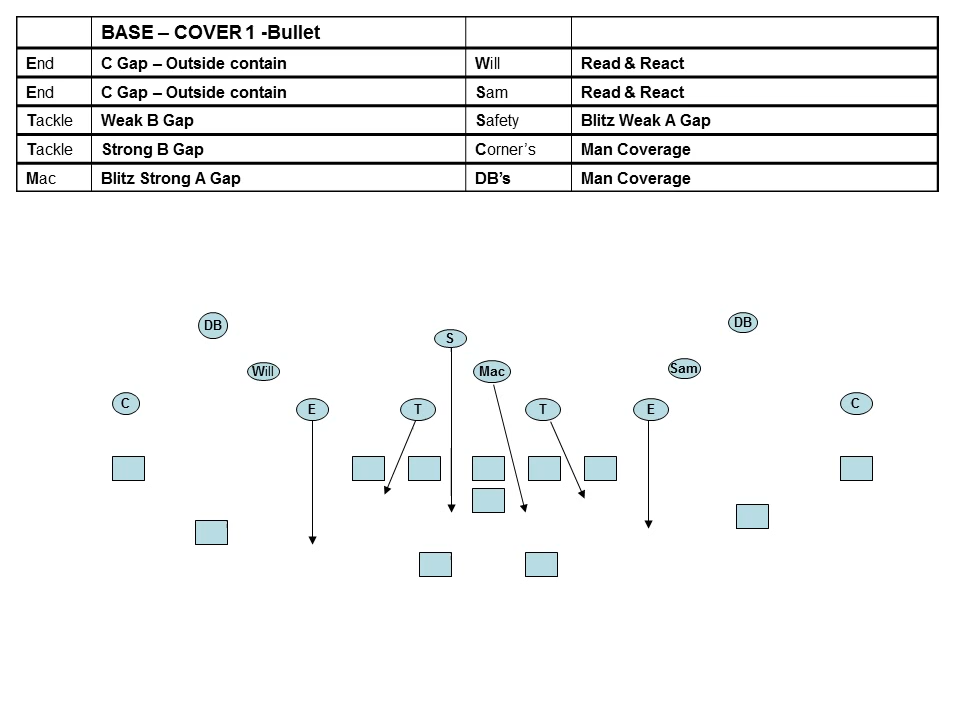 BASE – COVER 1 -Bullet
End C Gap – Outside contain Will Read & React
End C Gap – Outside contain Sam Read & React
Tackle Weak B Gap Safety Blitz Weak A Gap
Tackle Strong B Gap Corner’s Man Coverage
Mac Blitz Strong A Gap DB’s Man Coverage
DB DB
S
Will Mac Sam
C C
E T T E